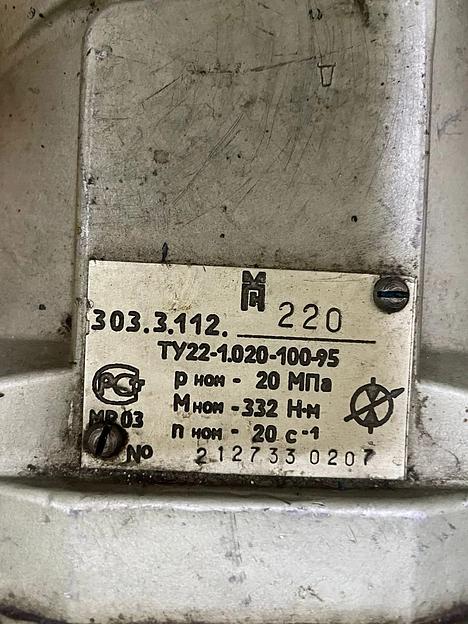 МГ
303.3.112. 220
ТУ22-1.020-100-95
РСТ
р ном - 20 МПа
М ном - 332 Н·м
МР03
n ном - 20 с⁻¹
№ 212733 0207